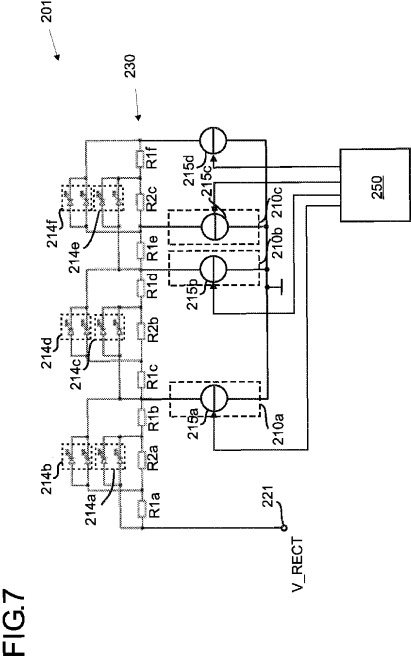 FIG.7
201
230
214b
214a
214d
214c
214f
214e
R1a
R2a
R1b
R1c
R2b
R1d
R1e
R2c
R1f
215a
215b
215c
215d
210a
210b
210c
250
221
V_RECT